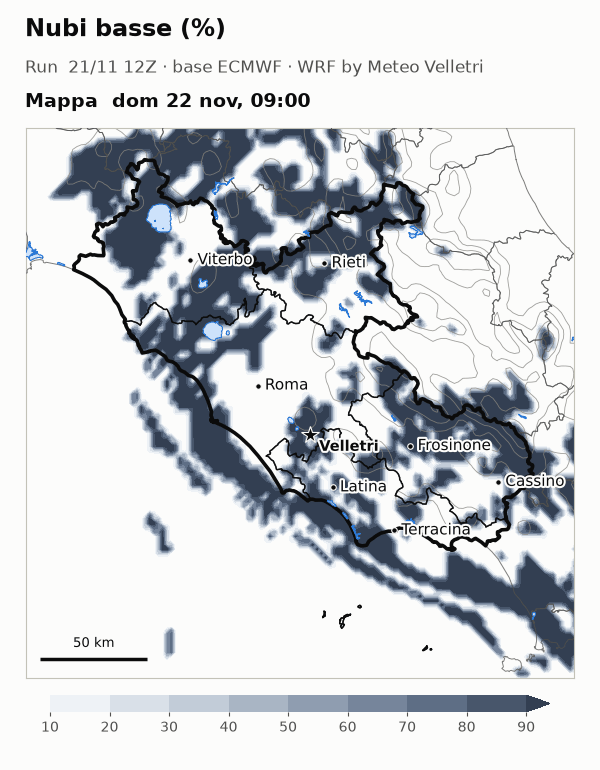 Nubi basse (%)
Run 21/11 12Z · base ECMWF · WRF by Meteo Velletri
Mappa dom 22 nov, 09:00
Viterbo
Rieti
Roma
Velletri
Frosinone
Latina
Cassino
Terracina
50 km
10 20 30 40 50 60 70 80 90